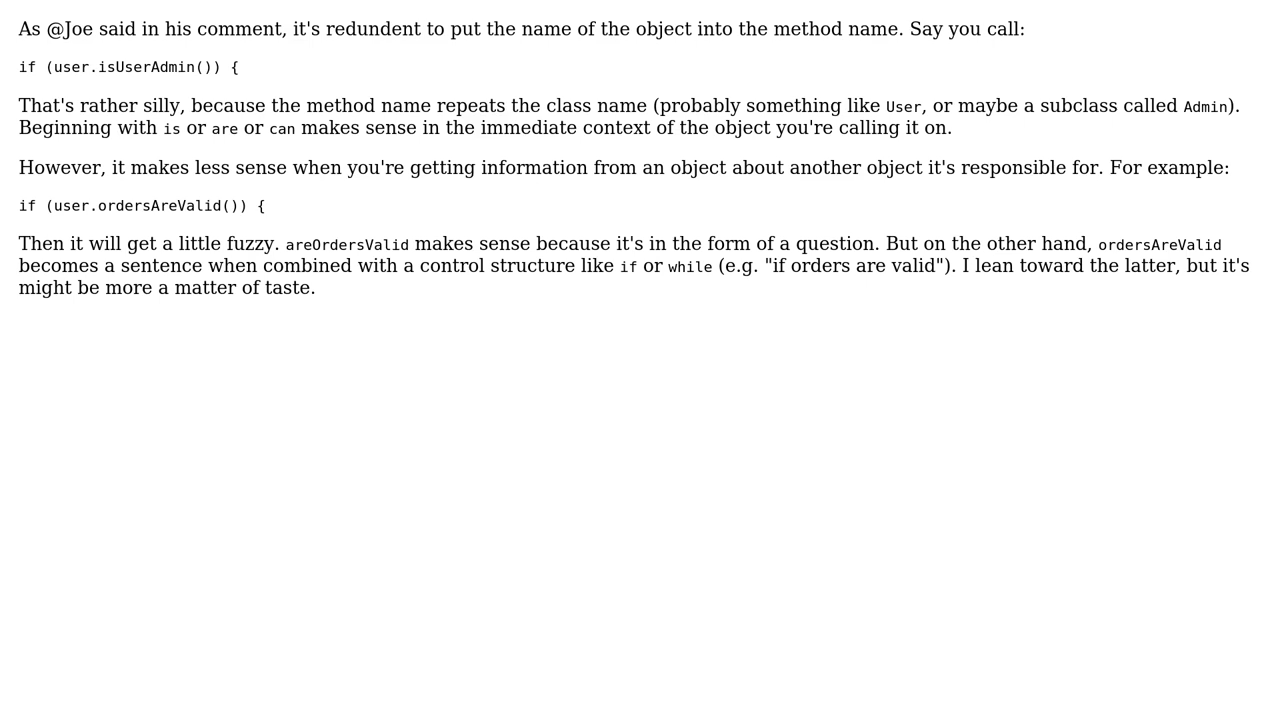 As @Joe said in his comment, it's redundent to put the name of the object into the method name. Say you call:
if (user.isUserAdmin()) {
That's rather silly, because the method name repeats the class name (probably something like User, or maybe a subclass called Admin).
Beginning with is or are or can makes sense in the immediate context of the object you're calling it on.
However, it makes less sense when you're getting information from an object about another object it's responsible for. For example:
if (user.ordersAreValid()) {
Then it will get a little fuzzy. areOrdersValid makes sense because it's in the form of a question. But on the other hand, ordersAreValid
becomes a sentence when combined with a control structure like if or while (e.g. "if orders are valid"). I lean toward the latter, but it's
might be more a matter of taste.